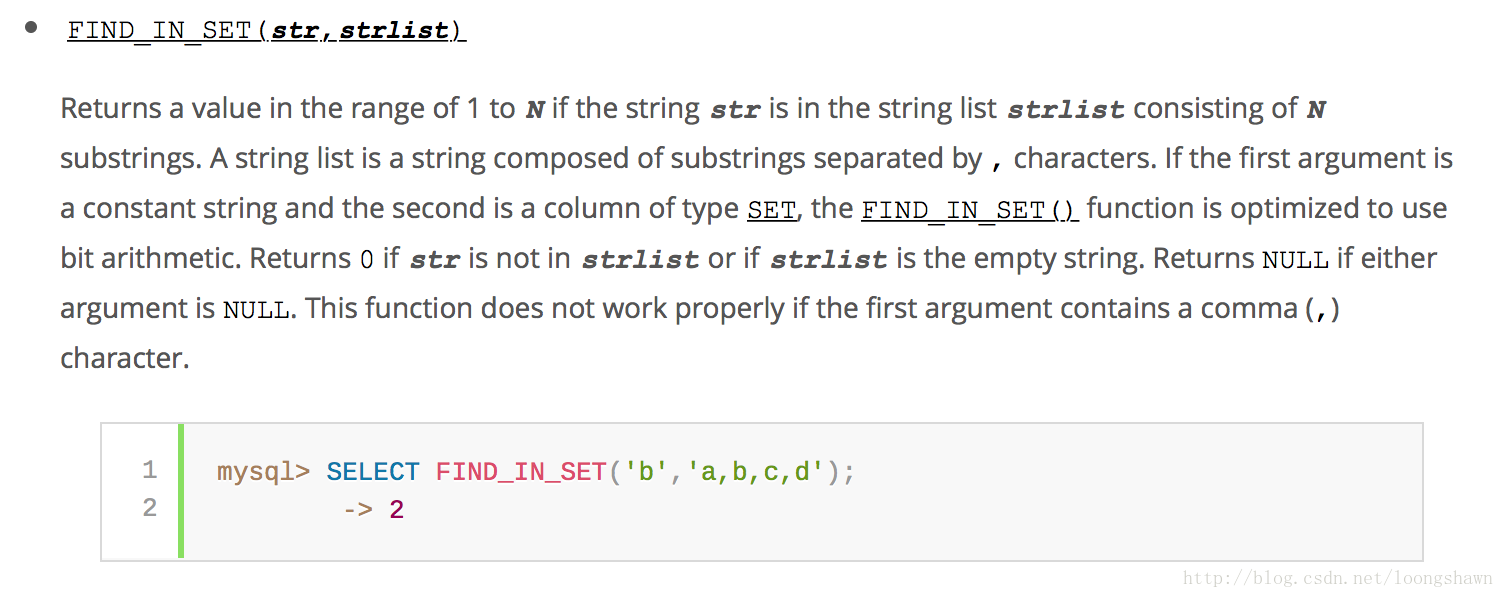 FIND_IN_SET(str,strlist)
Returns a value in the range of 1 to N if the string str is in the string list strlist consisting of N
substrings. A string list is a string composed of substrings separated by , characters. If the first argument is
a constant string and the second is a column of type SET, the FIND_IN_SET() function is optimized to use
bit arithmetic. Returns 0 if str is not in strlist or if strlist is the empty string. Returns NULL if either
argument is NULL. This function does not work properly if the first argument contains a comma (,)
character.
1 mysql> SELECT FIND_IN_SET('b','a,b,c,d');
2 -> 2
http://blog.csdn.net/loongshawn